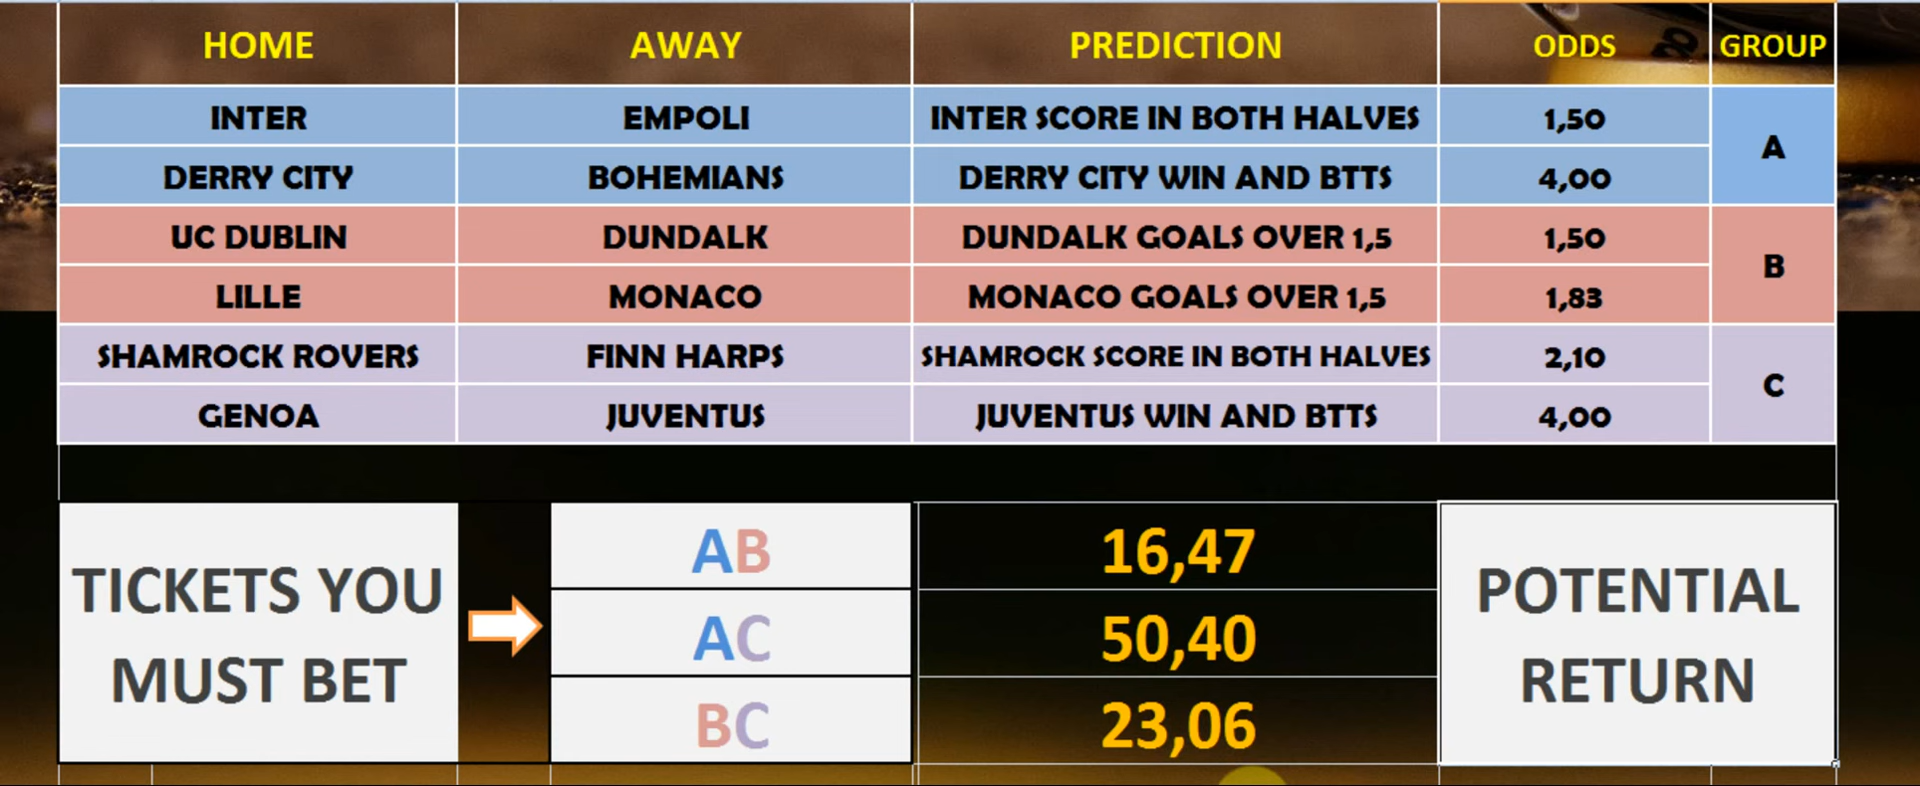 HOME AWAY PREDICTION ODDS GROUP
INTER EMPOLI INTER SCORE IN BOTH HALVES 1,50
A
DERRY CITY BOHEMIANS DERRY CITY WIN AND BTTS 4,00
UC DUBLIN DUNDALK DUNDALK GOALS OVER 1,5 1,50
B
LILLE MONACO MONACO GOALS OVER 1,5 1,83
SHAMROCK ROVERS FINN HARPS SHAMROCK SCORE IN BOTH HALVES 2,10
C
GENOA JUVENTUS JUVENTUS WIN AND BTTS 4,00
TICKETS YOU
MUST BET
AB 16,47
AC 50,40
BC 23,06
POTENTIAL
RETURN